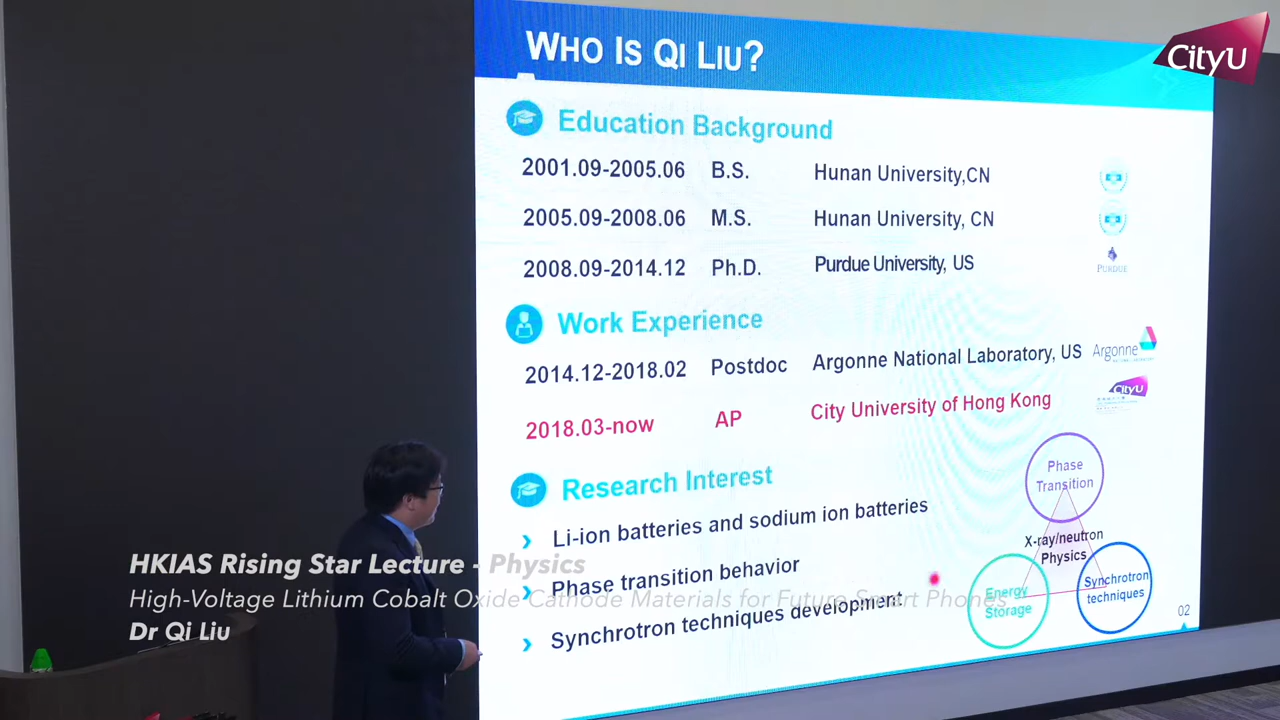 WHO IS QI LIU?
CityU
Education Background
2001.09-2005.06 B.S. Hunan University,CN
2005.09-2008.06 M.S. Hunan University, CN
2008.09-2014.12 Ph.D. Purdue University, US
PURDUE
Work Experience
2014.12-2018.02 Postdoc Argonne National Laboratory, US
Argonne
2018.03-now AP City University of Hong Kong
CityU
Research Interest
Li-ion batteries and sodium ion batteries
Phase transition behavior
Synchrotron techniques development
Phase
Transition
X-ray/neutron
Physics
Energy
Storage
Synchrotron
techniques
02
HKIAS Rising Star Lecture - Physics
High-Voltage Lithium Cobalt Oxide Cathode Materials for Future Smart Phones
Dr Qi Liu